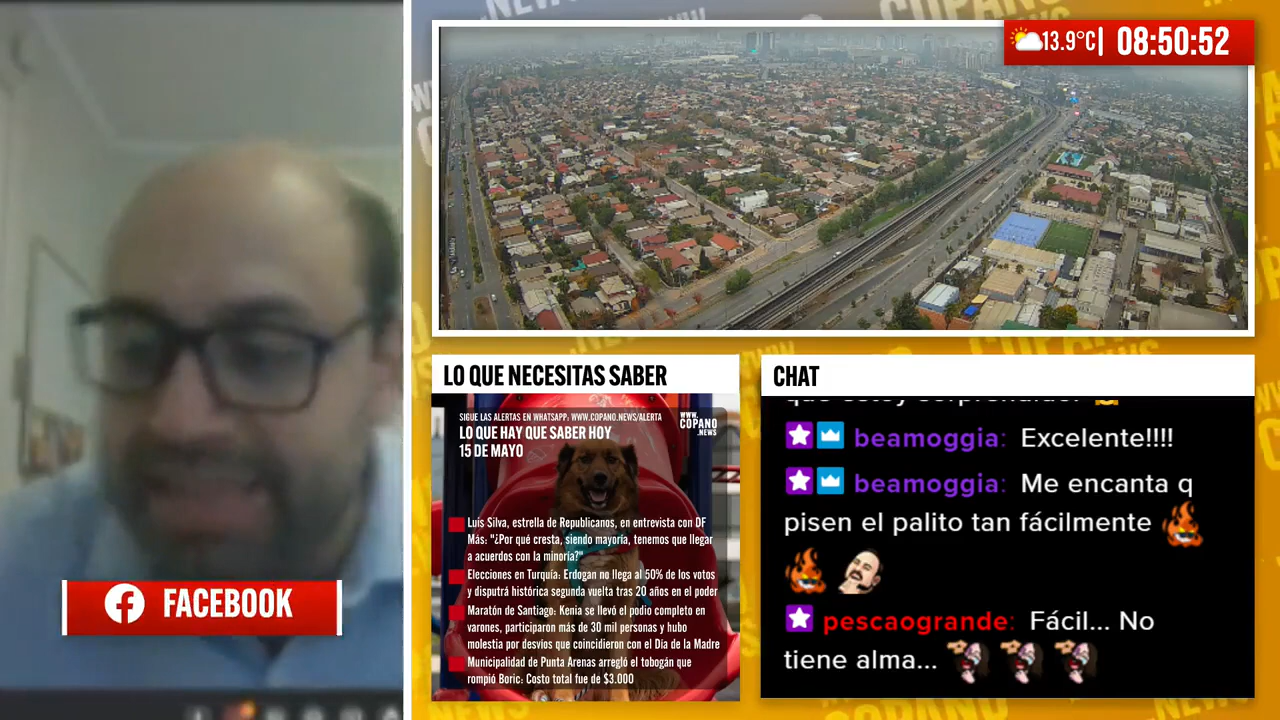 13.9°C| 08:50:52
LO QUE NECESITAS SABER
SIGUE LAS ALERTAS EN WHATSAPP: WWW.COPANO.NEWS/ALERTA
LO QUE HAY QUE SABER HOY
15 DE MAYO
WWW.
COPANO
.NEWS
Luis Silva, estrella de Republicanos, en entrevista con DF
Más: "¿Por qué cresta, siendo mayoría, tenemos que llegar
a acuerdos con la minoría?"
Elecciones en Turquía: Erdogan no llega al 50% de los votos
y disputrá histórica segunda vuelta tras 20 años en el poder
Maratón de Santiago: Kenia se llevó el podio completo en
varones, participaron más de 30 mil personas y hubo
molestia por desvíos que coincidieron con el Día de la Madre
Municipalidad de Punta Arenas arregló el tobogán que
rompió Boric: Costo total fue de $3.000
CHAT
beamoggia: Excelente!!!!
beamoggia: Me encanta q
pisen el palito tan fácilmente
pescaogrande: Fácil... No
tiene alma...
FACEBOOK